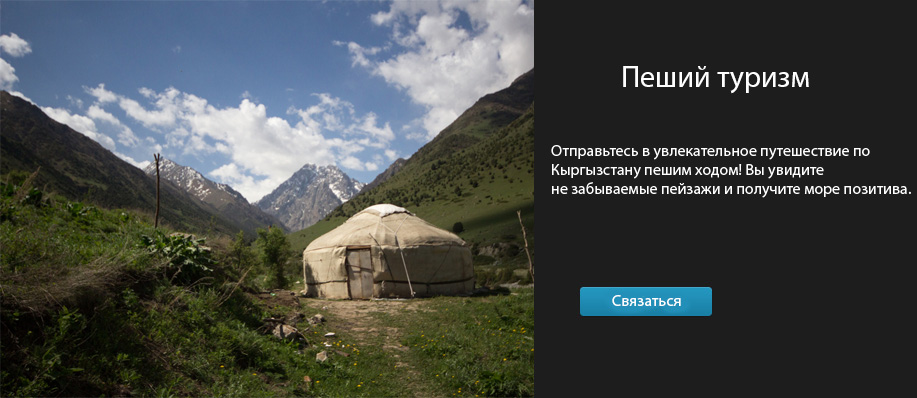 Пеший туризм
Отправьтесь в увлекательное путешествие по
Кыргызстану пешим ходом! Вы увидите
не забываемые пейзажи и получите море позитива.
Связаться